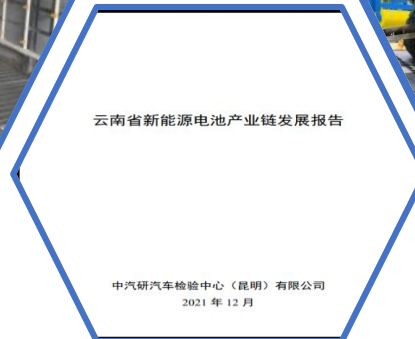 云南省新能源电池产业链发展报告
中汽研汽车检验中心（昆明）有限公司
2021 年 12 月